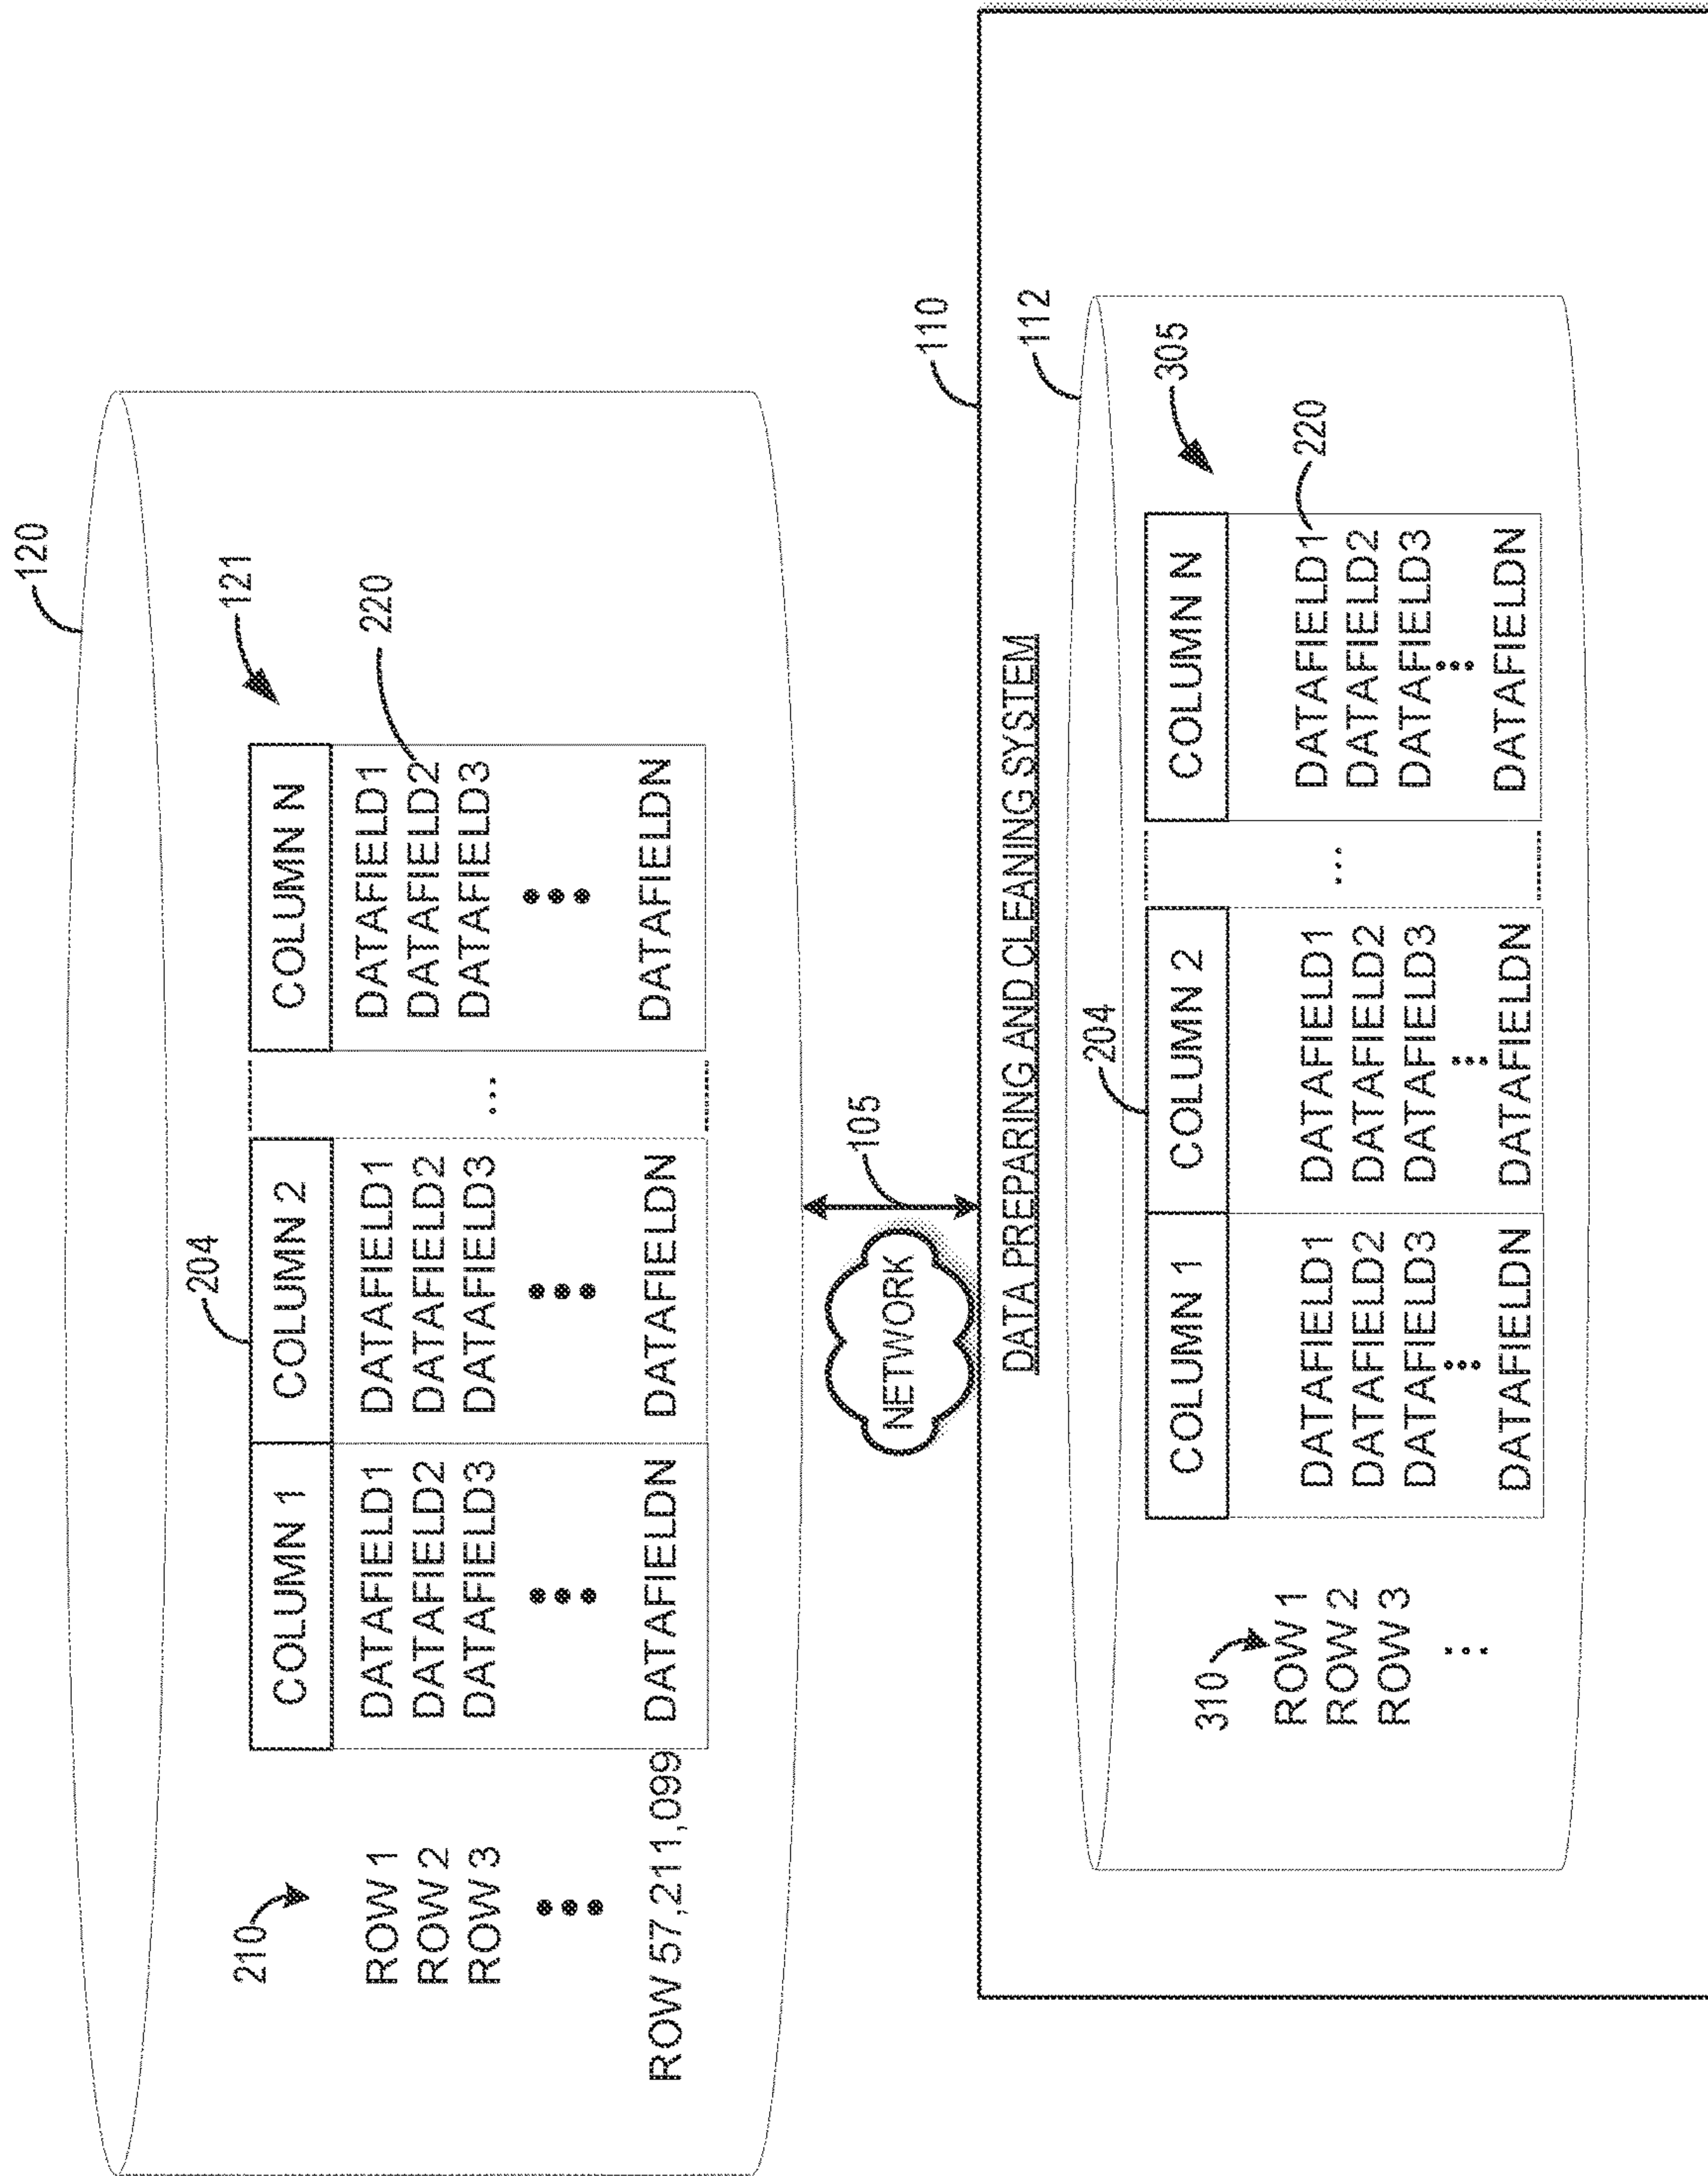 120
121
204
220
210
COLUMN 1 COLUMN 2 COLUMN N
ROW 1 DATAFIELD1 DATAFIELD1 DATAFIELD1
ROW 2 DATAFIELD2 DATAFIELD2 DATAFIELD2
ROW 3 DATAFIELD3 DATAFIELD3 ... DATAFIELD3
ROW 57,211,099 DATAFIELDN DATAFIELDN DATAFIELDN
NETWORK
105
110
DATA PREPARING AND CLEANING SYSTEM
112
204
305
310
COLUMN 1 COLUMN 2 COLUMN N
220
ROW 1 DATAFIELD1 DATAFIELD1 DATAFIELD1
ROW 2 DATAFIELD2 DATAFIELD2 ... DATAFIELD2
ROW 3 DATAFIELD3 DATAFIELD3 DATAFIELD3
DATAFIELDN DATAFIELDN DATAFIELDN